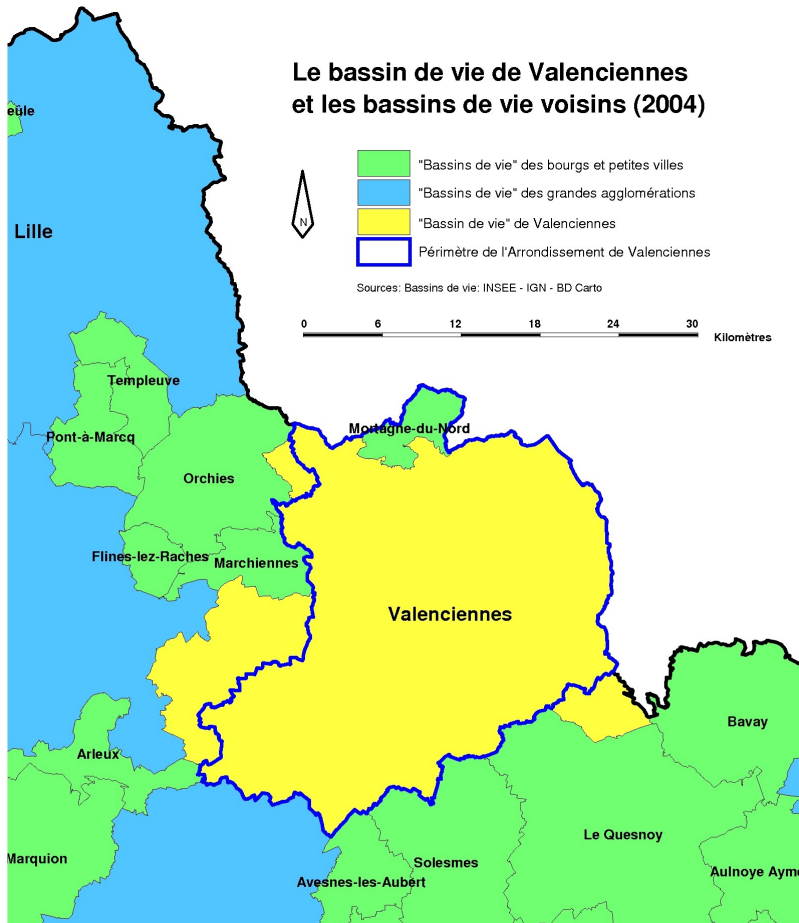 Le bassin de vie de Valenciennes
et les bassins de vie voisins (2004)
"Bassins de vie" des bourgs et petites villes
"Bassins de vie" des grandes agglomérations
"Bassin de vie" de Valenciennes
Périmètre de l'Arrondissement de Valenciennes
N
Sources: Bassins de vie: INSEE - IGN - BD Carto
0 6 12 18 24 30
Kilomètres
eüle
Lille
Templeuve
Pont-à-Marcq
Mortagne-du-Nord
Orchies
Flines-lez-Raches
Marchiennes
Valenciennes
Bavay
Arleux
Le Quesnoy
Marquion
Solesmes
Aulnoye Ayme
Avesnes-les-Aubert